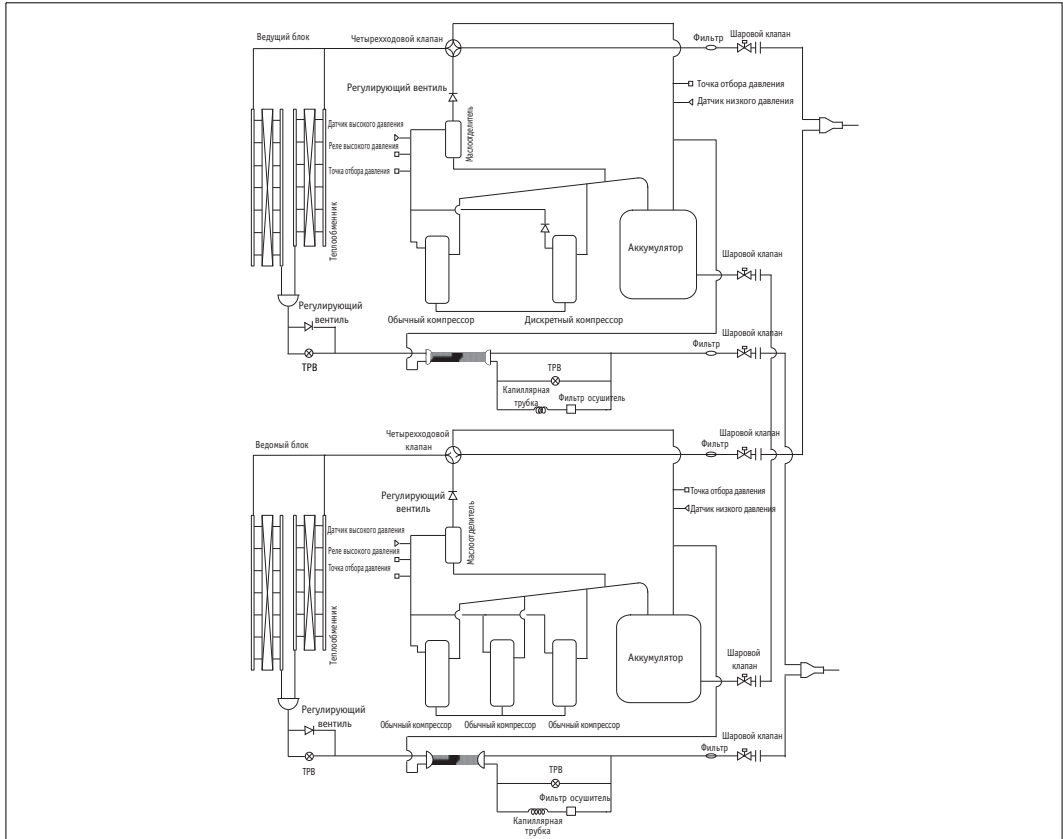 Ведущий блок
Четырехходовой клапан
Фильтр
Шаровой клапан
Регулирующий вентиль
Точка отбора давления
Датчик низкого давления
Датчик высокого давления
Реле высокого давления
Точка отбора давления
Маслоотделитель
Теплообменник
Аккумулятор
Шаровой клапан
Регулирующий
вентиль
Обычный компрессор
Дискретный компрессор
Шаровой клапан
Фильтр
ТРВ
ТРВ
Капиллярная
трубка
Фильтр осушитель
Ведомый блок
Четырехходовой
клапан
Фильтр
Шаровой клапан
Регулирующий
вентиль
Точка отбора давления
Датчик низкого давления
Датчик высокого давления
Реле высокого давления
Точка отбора давления
Маслоотделитель
Теплообменник
Аккумулятор
Шаровой
клапан
Регулирующий
вентиль
Обычный компрессор
Обычный компрессор
Обычный компрессор
Шаровой клапан
Фильтр
ТРВ
ТРВ
Фильтр осушитель
Капиллярная
трубка